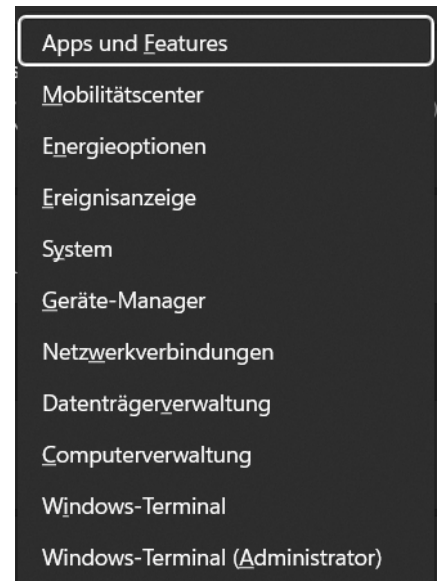 Apps und Features
Mobilitätscenter
Energieoptionen
Ereignisanzeige
System
Geräte-Manager
Netzwerkverbindungen
Datenträgerverwaltung
Computerverwaltung
Windows-Terminal
Windows-Terminal (Administrator)